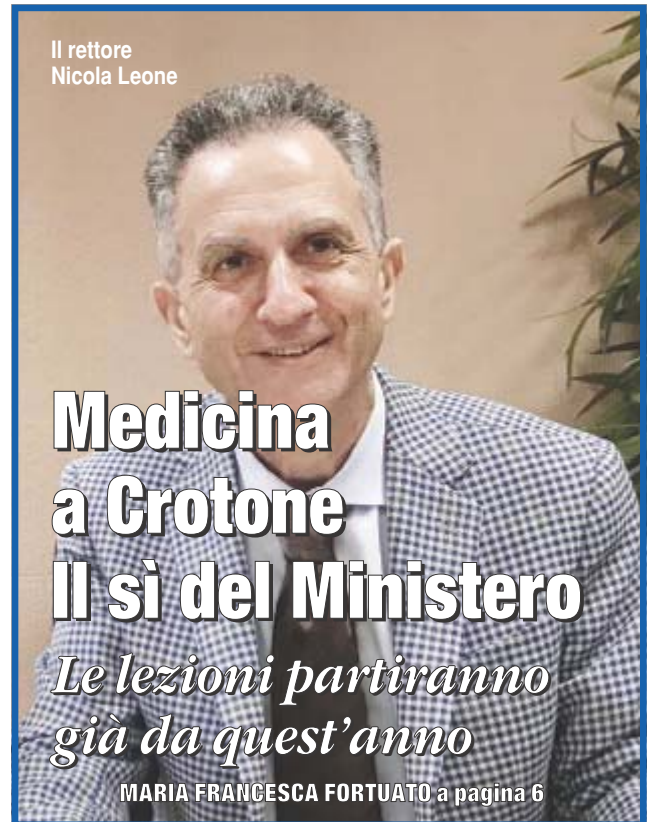 Il rettore
Nicola Leone
Medicina
a Crotone
Il sì del Ministero
Le lezioni partiranno
già da quest’anno
MARIA FRANCESCA FORTUATO a pagina 6